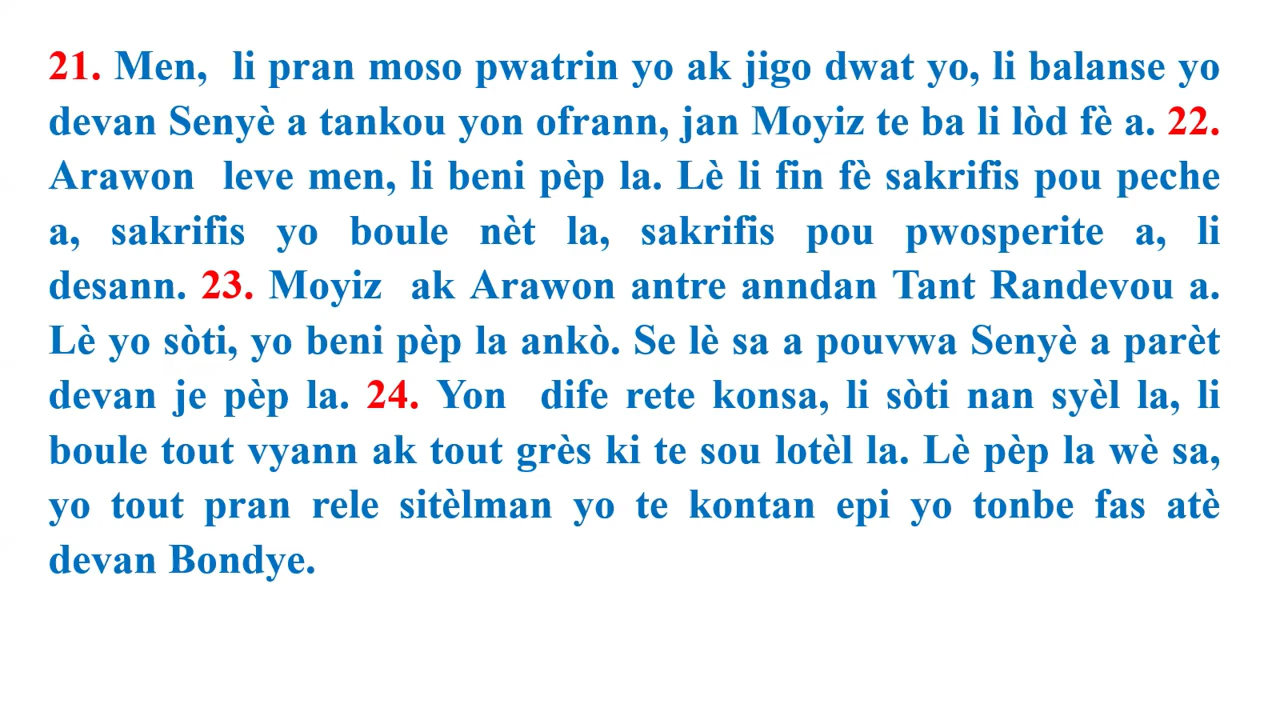 21. Men, li pran moso pwatrin yo ak jigo dwat yo, li balanse yo
devan Senyè a tankou yon ofrann, jan Moyiz te ba li lòd fè a. 22.
Arawon leve men, li beni pèp la. Lè li fin fè sakrifis pou peche
a, sakrifis yo boule nèt la, sakrifis pou pwosperite a, li
desann. 23. Moyiz ak Arawon antre anndan Tant Randevou a.
Lè yo sòti, yo beni pèp la ankò. Se lè sa a pouvwa Senyè a parèt
devan je pèp la. 24. Yon dife rete konsa, li sòti nan syèl la, li
boule tout vyann ak tout grès ki te sou lotèl la. Lè pèp la wè sa,
yo tout pran rele sitèlman yo te kontan epi yo tonbe fas atè
devan Bondye.